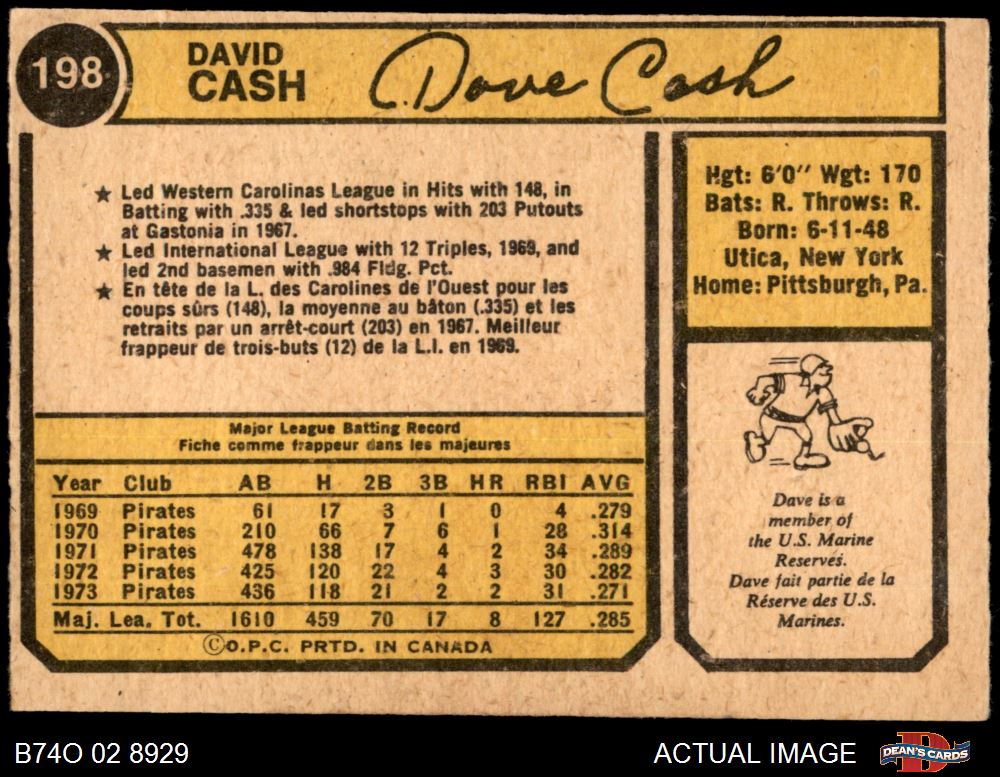 198
DAVID
CASH
Dave Cash
★ Led Western Carolinas League in Hits with 148, in
Batting with .335 & led shortstops with 203 Putouts
at Gastonia in 1967.
★ Led International League with 12 Triples, 1969, and
led 2nd basemen with .984 Fldg. Pct.
★ En tête de la L. des Carolines de l'Ouest pour les
coups sûrs (148), la moyenne au bâton (.335) et les
retraits par un arrêt-court (203) en 1967. Meilleur
frappeur de trois-buts (12) de la L.I. en 1969.
Hgt: 6'0" Wgt: 170
Bats: R. Throws: R.
Born: 6-11-48
Utica, New York
Home: Pittsburgh, Pa.
Major League Batting Record
Fiche comme frappeur dans les majeures
Year Club AB H 2B 3B HR RBI AVG
1969 Pirates 61 17 3 1 0 4 .279
1970 Pirates 210 66 7 6 1 28 .314
1971 Pirates 478 138 17 4 2 34 .289
1972 Pirates 425 120 22 4 3 30 .282
1973 Pirates 436 118 21 2 2 31 .271
Maj. Lea. Tot. 1610 459 70 17 8 127 .285
©O.P.C. PRTD. IN CANADA
Dave is a
member of
the U.S. Marine
Reserves.
Dave fait partie de la
Réserve des U.S.
Marines.
B74O 02 8929
ACTUAL IMAGE
DEAN'S CARDS